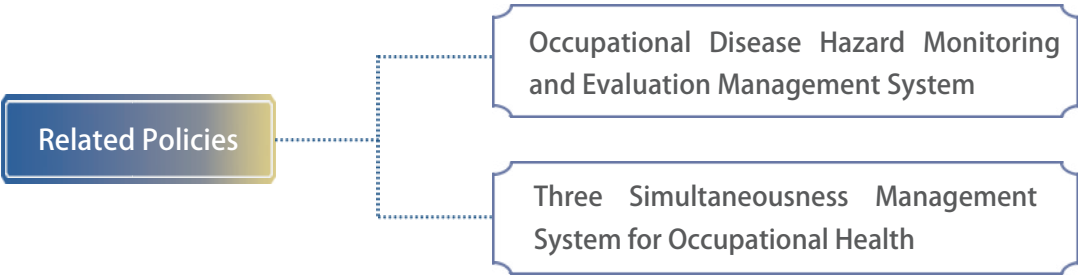 Related Policies
Occupational Disease Hazard Monitoring
and Evaluation Management System
Three Simultaneousness Management
System for Occupational Health